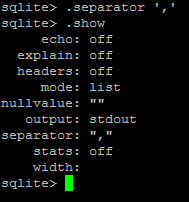 sqlite> .separator ','
sqlite> .show
echo: off
explain: off
headers: off
mode: list
nullvalue: ""
output: stdout
separator: ","
stats: off
width:
sqlite>